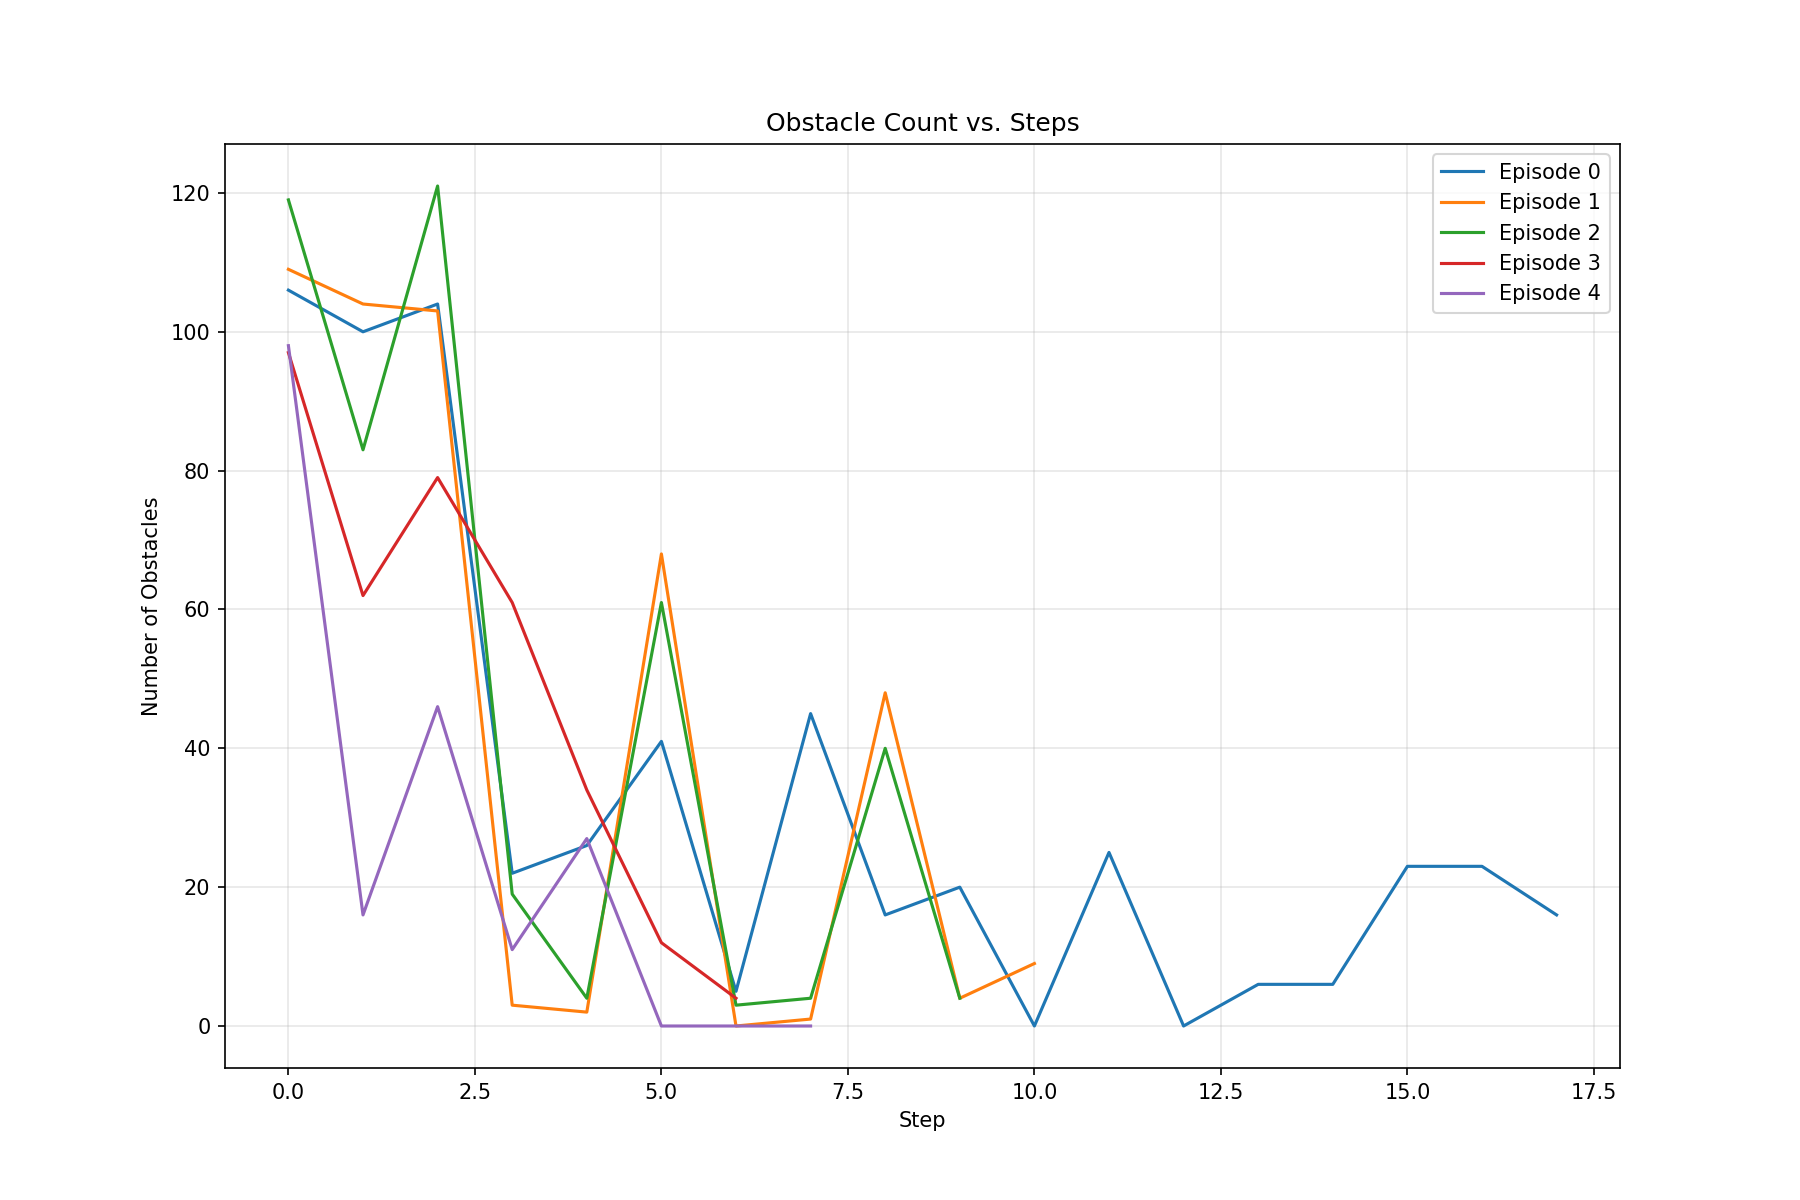 Obstacle Count vs. Steps
Number of Obstacles
120
100
80
60
40
20
0
0.0 2.5 5.0 7.5 10.0 12.5 15.0 17.5
Step
Episode 0
Episode 1
Episode 2
Episode 3
Episode 4